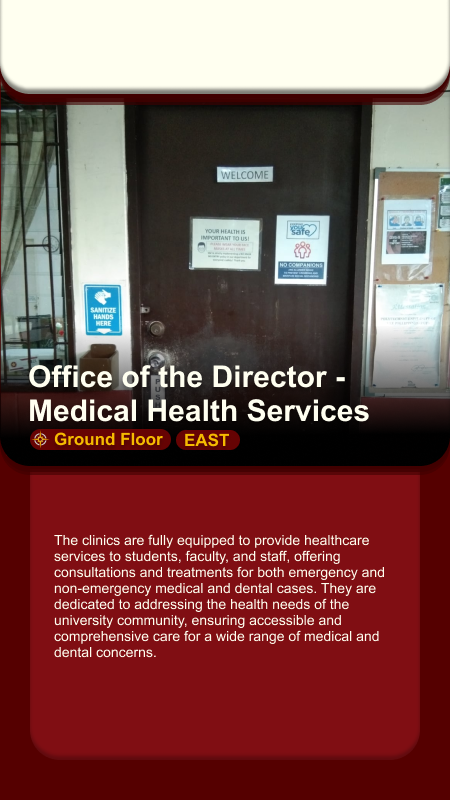 WELCOME
YOUR HEALTH IS
IMPORTANT TO US!
safe
NO COMPANIONS
SANITIZE
HANDS
HERE
Office of the Director -
Medical Health Services
Ground Floor
EAST
The clinics are fully equipped to provide healthcare
services to students, faculty, and staff, offering
consultations and treatments for both emergency and
non-emergency medical and dental cases. They are
dedicated to addressing the health needs of the
university community, ensuring accessible and
comprehensive care for a wide range of medical and
dental concerns.